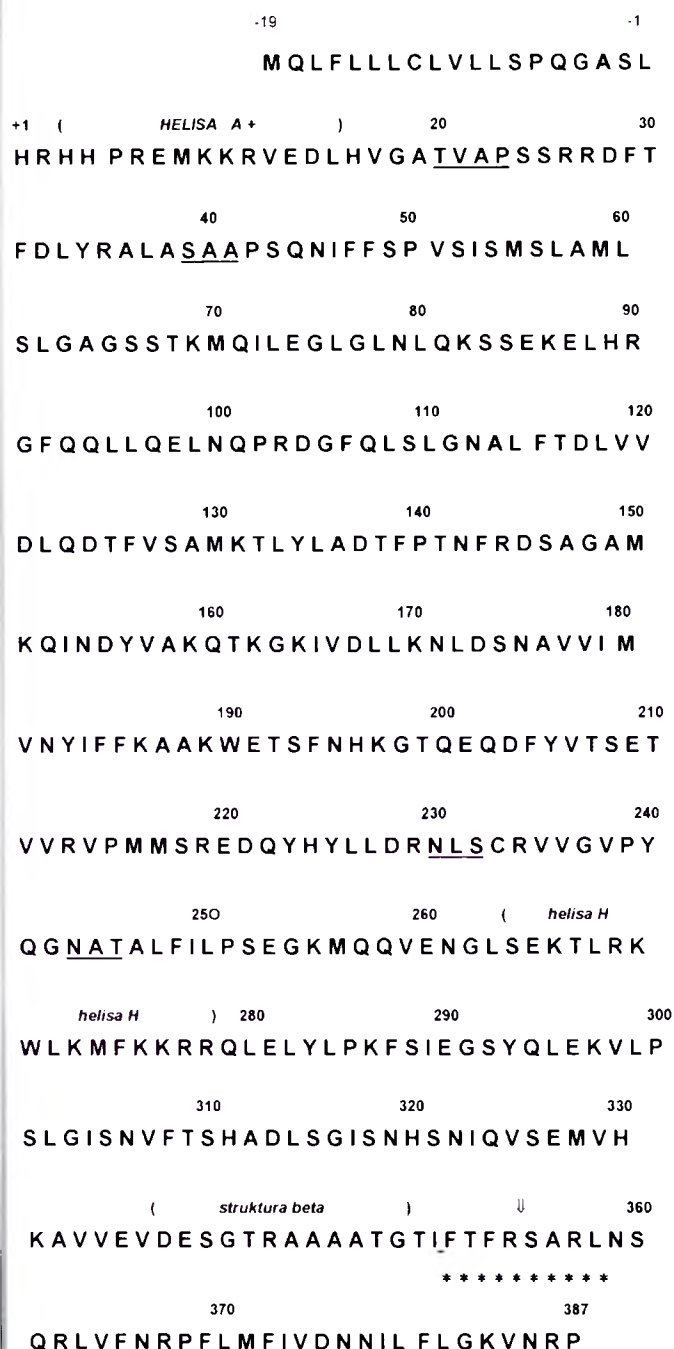 -19 -1
MQLFLLLCLVLLSPQGASL
+1 ( HELISA A + ) 20 30
HRHH PREMKKRVEDLHVGATVAPSSRRDFT
40 50 60
FDLYRALASAAPSQNIFFSP VSISMSLAML
70 80 90
SLGAGSSTKMQILEGLGLNLQKSSEKELHR
100 110 120
GFQQLLQELNQPRDGFQLSLGNAL FTDLVV
130 140 150
DLQDTFVSAMKTLYLADTFPTNFRDSAGAM
160 170 180
KQINDYVAKQTKGKIVDLLKNLDSNAVVIM
190 200 210
VNYIFFKAAKWETSFNHKGTQEQDFYVTSET
220 230 240
VVRVPMMSREDQYHYLLDRNLSCRVVGVPY
25O 260 ( helisa H
QGNATALFILPSEGKMQQVENGLSEKTLRK
helisa H ) 280 290 300
WLKMFKKRRQLELYLPKFSIEGSYQLEKVLP
310 320 330
SLGISNVFTSHADLSGISNHSNIQVSEMVH
( struktura beta ) ⇓ 360
KAVVEVDESGTRAAAATGTIFTFRSARLNS
* * * * * * * * * *
370 387
QRLVFNRPFLMFIVDNNIL FLGKVNRP